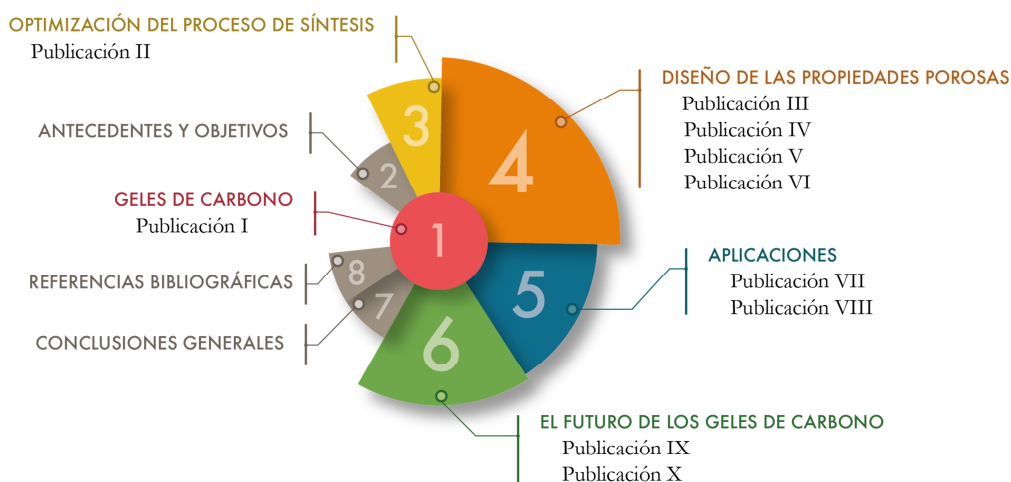 OPTIMIZACIÓN DEL PROCESO DE SÍNTESIS
Publicación II
ANTECEDENTES Y OBJETIVOS
GELES DE CARBONO
Publicación I
REFERENCIAS BIBLIOGRÁFICAS
CONCLUSIONES GENERALES
3
4
2
1
8
7
5
6
DISEÑO DE LAS PROPIEDADES POROSAS
Publicación III
Publicación IV
Publicación V
Publicación VI
APLICACIONES
Publicación VII
Publicación VIII
EL FUTURO DE LOS GELES DE CARBONO
Publicación IX
Publicación X